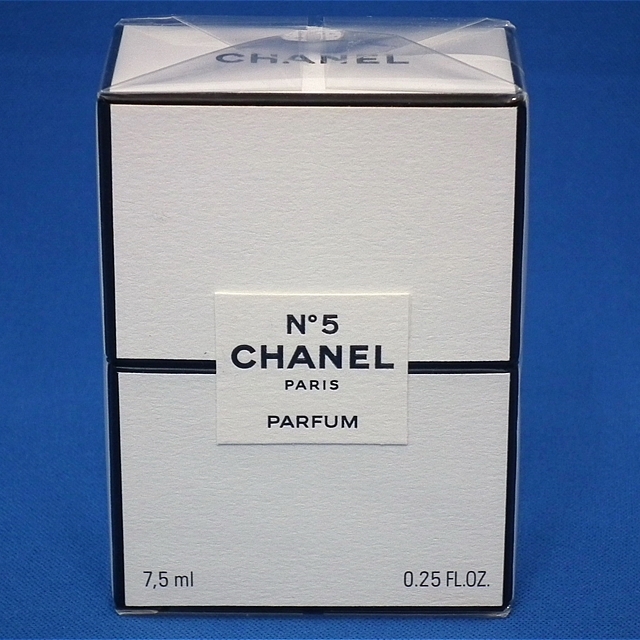 CHANEL
N°5
CHANEL
PARIS
PARFUM
7,5 ml
0.25 FL.OZ.